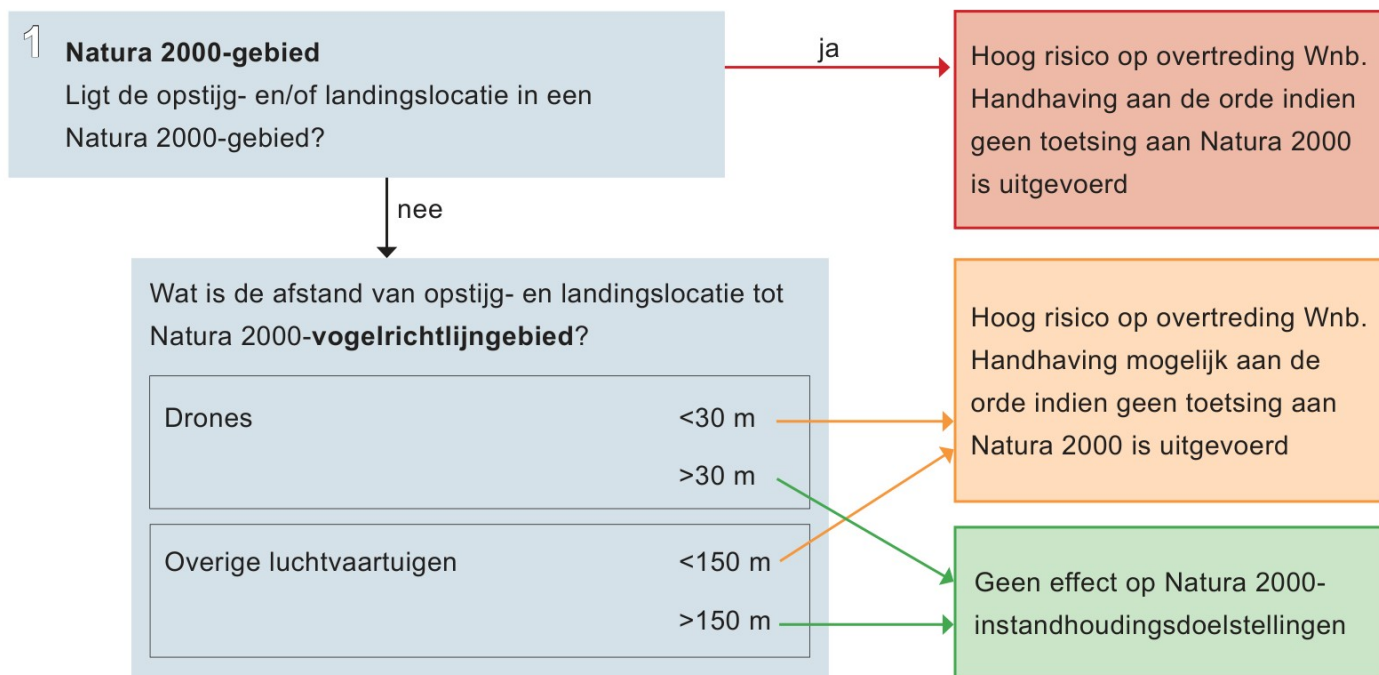 1
Natura 2000-gebied
Ligt de opstijg- en/of landingslocatie in een
Natura 2000-gebied?
ja
Hoog risico op overtreding Wnb.
Handhaving aan de orde indien
geen toetsing aan Natura 2000
is uitgevoerd
nee
Wat is de afstand van opstijg- en landingslocatie tot
Natura 2000-vogelrichtlijngebied?
Drones <30 m
>30 m
Overige luchtvaartuigen <150 m
>150 m
Hoog risico op overtreding Wnb.
Handhaving mogelijk aan de
orde indien geen toetsing aan
Natura 2000 is uitgevoerd
Geen effect op Natura 2000-
instandhoudingsdoelstellingen